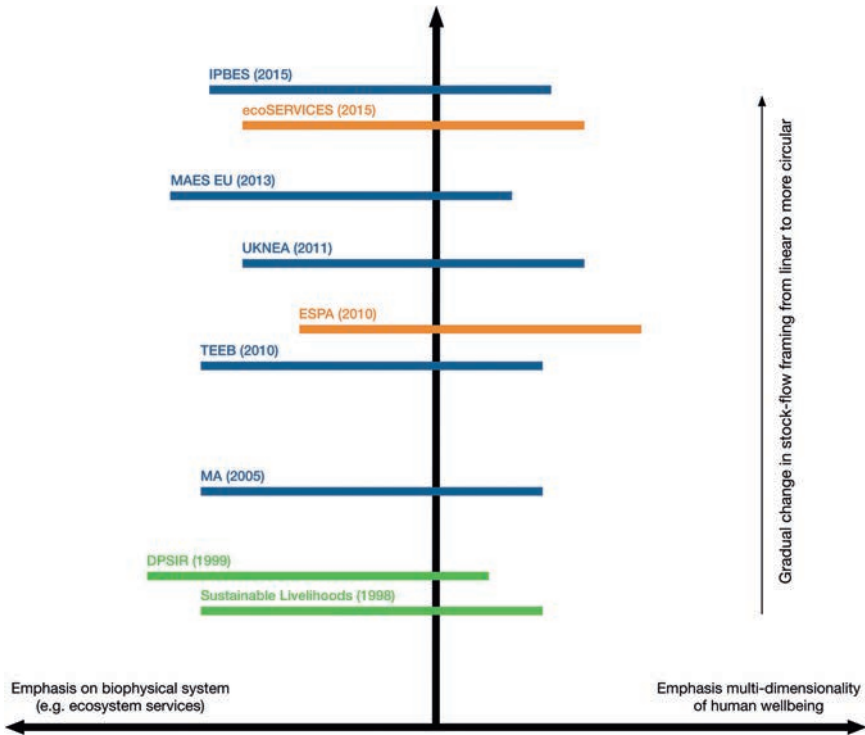 IPBES (2015)
ecoSERVICES (2015)
MAES EU (2013)
UKNEA (2011)
ESPA (2010)
TEEB (2010)
MA (2005)
DPSIR (1999)
Sustainable Livelihoods (1998)
Gradual change in stock-flow framing from linear to more circular
Emphasis on biophysical system
(e.g. ecosystem services)
Emphasis multi-dimensionality
of human wellbeing